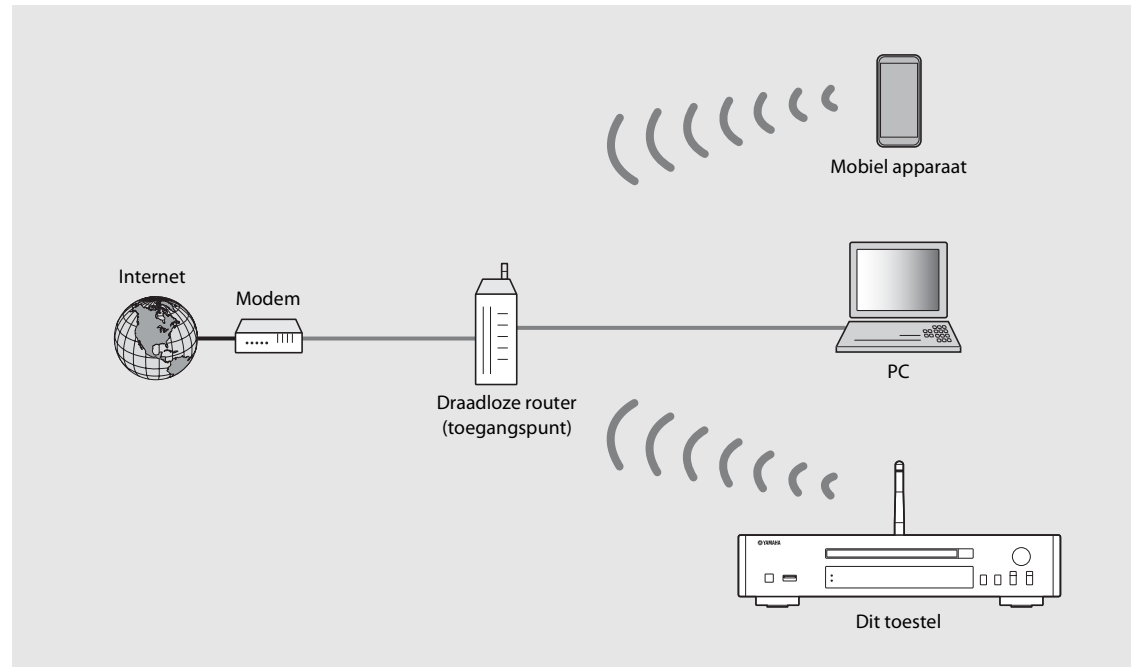 Mobiel apparaat
Internet
Modem
PC
Draadloze router
(toegangspunt)
YAMAHA
Dit toestel